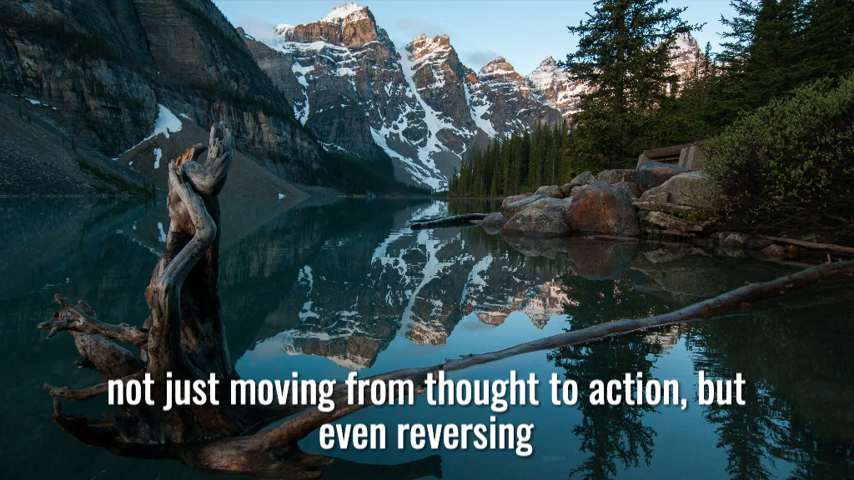 not just moving from thought to action, but
even reversing